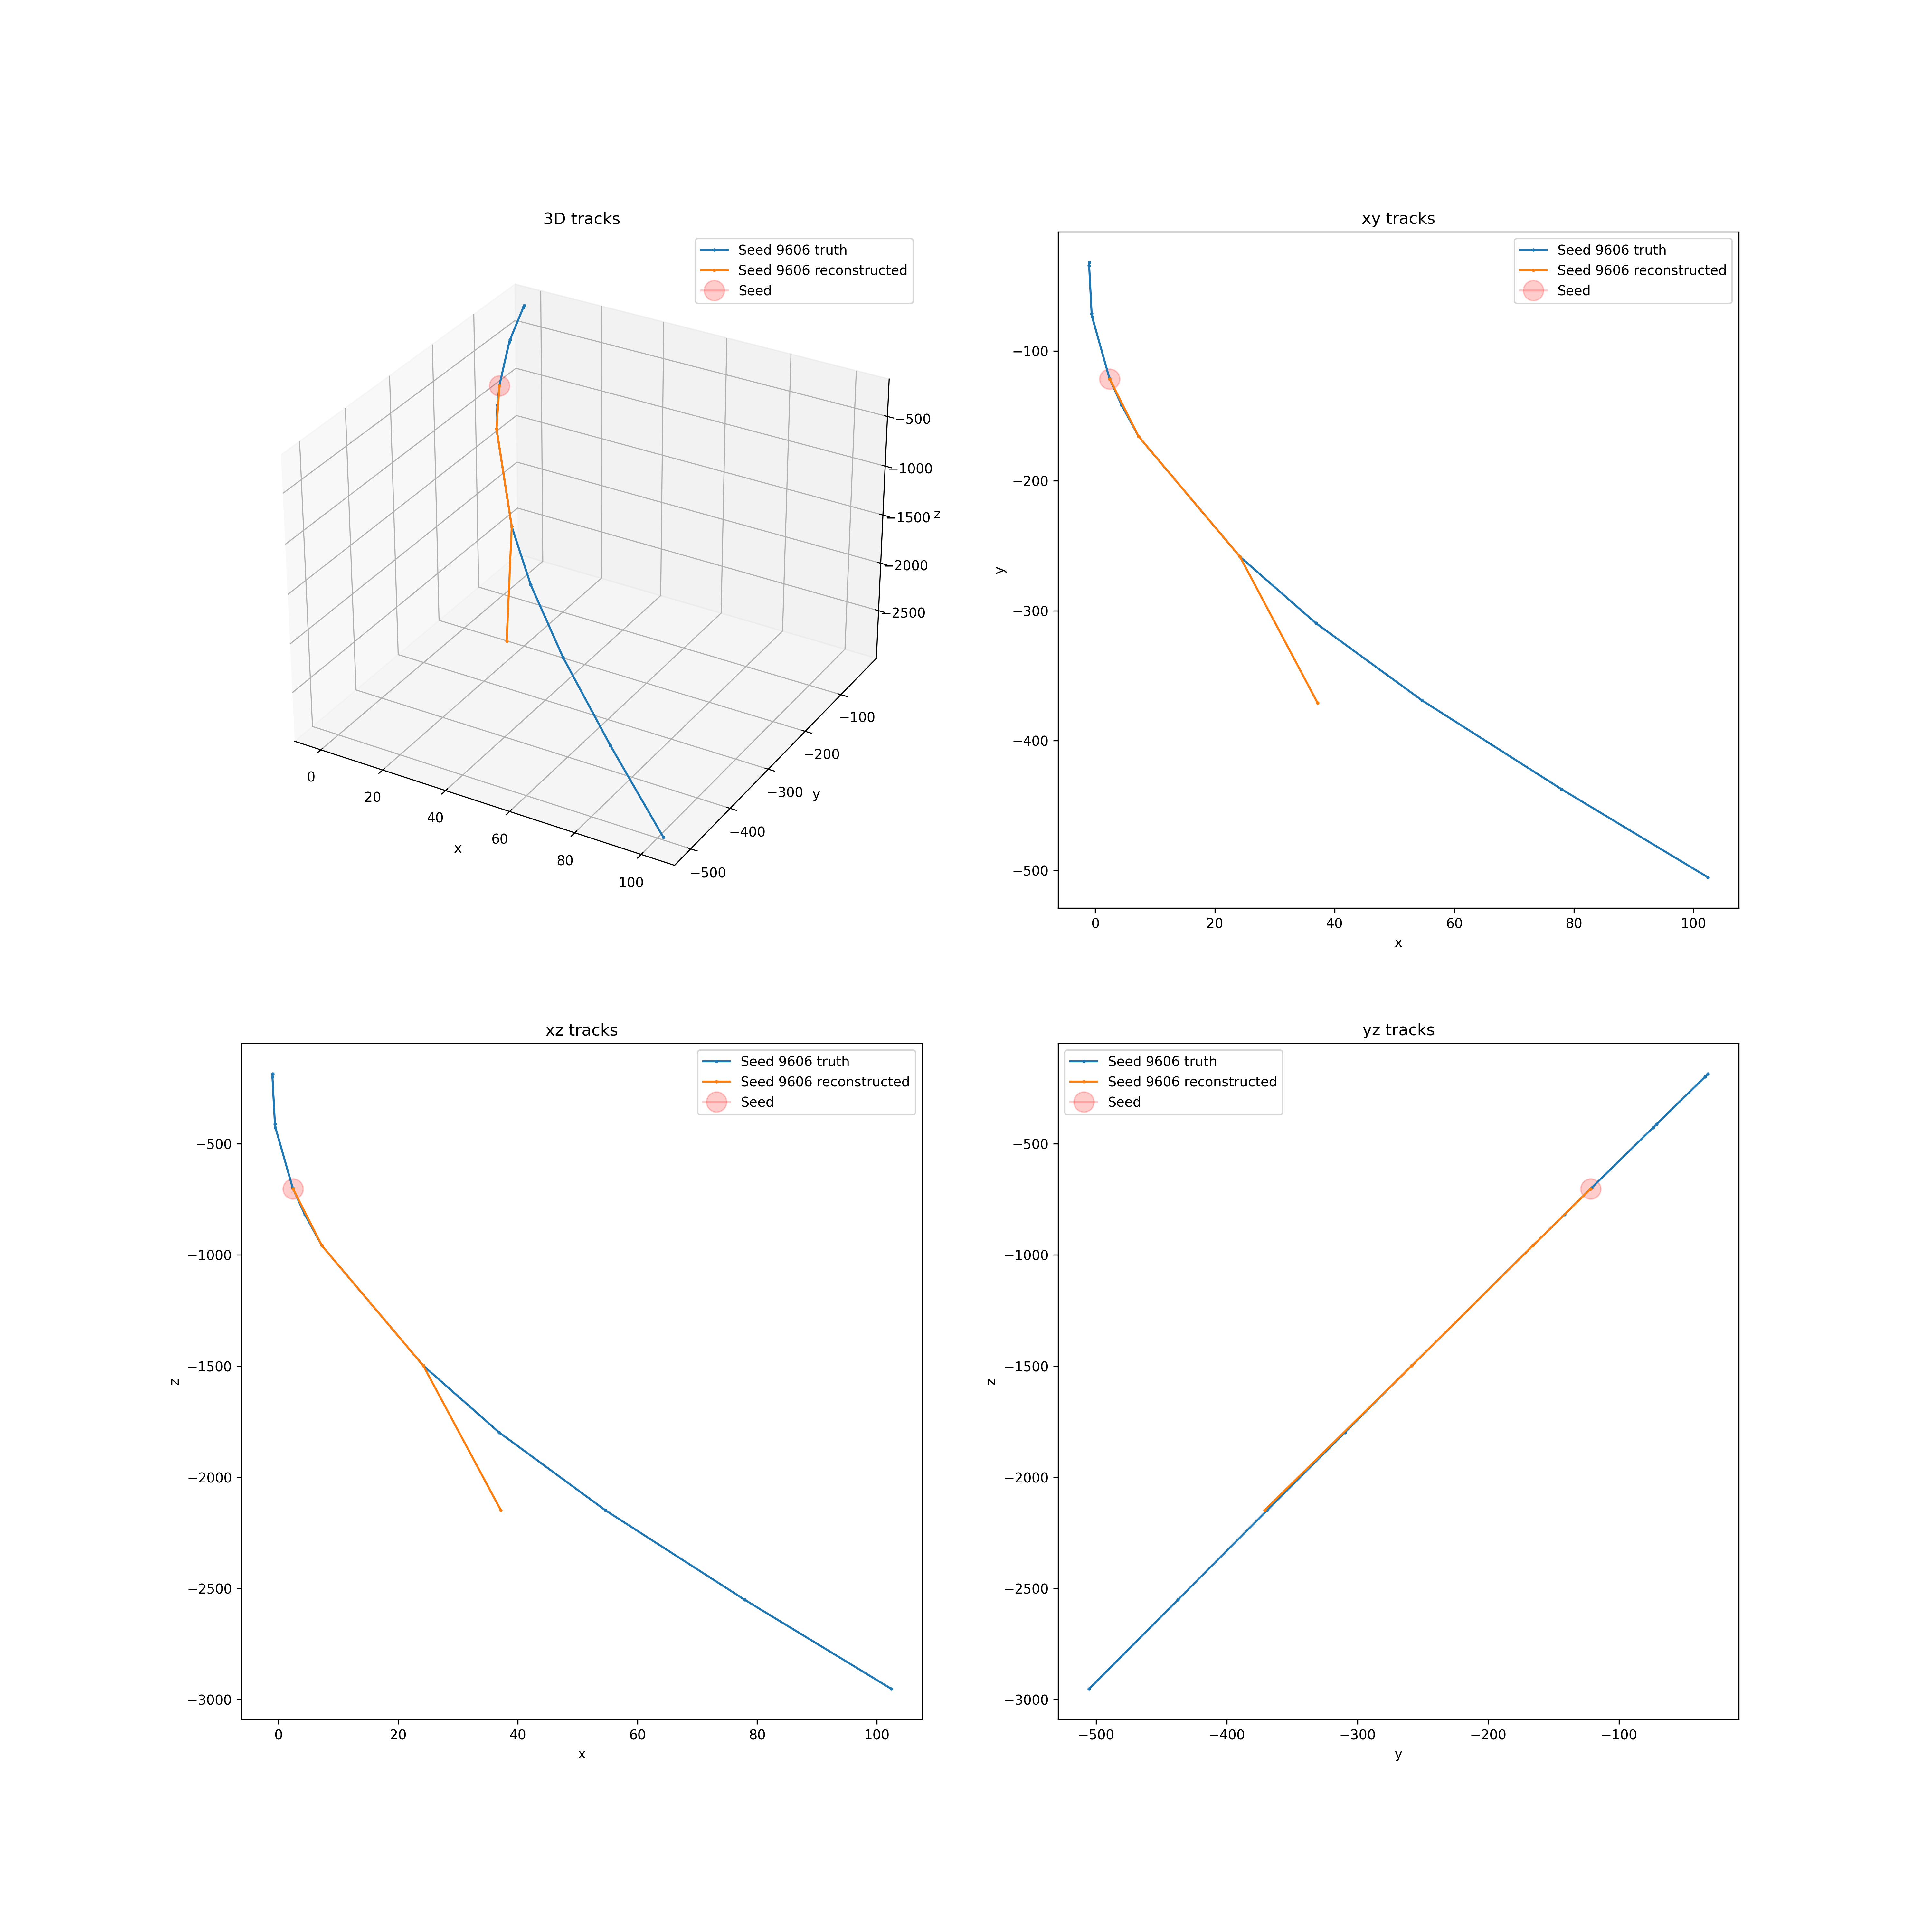 3D tracks
Seed 9606 truth
Seed 9606 reconstructed
Seed
−500
−1000
−1500
−2000
−2500
z
−100
−200
−300
−400
−500
y
0
20
40
60
80
100
x
xy tracks
Seed 9606 truth
Seed 9606 reconstructed
Seed
−100
−200
−300
−400
−500
y
0 20 40 60 80 100
x
xz tracks
Seed 9606 truth
Seed 9606 reconstructed
Seed
−500
−1000
−1500
−2000
−2500
−3000
z
0 20 40 60 80 100
x
yz tracks
Seed 9606 truth
Seed 9606 reconstructed
Seed
−500
−1000
−1500
−2000
−2500
−3000
z
−500 −400 −300 −200 −100
y